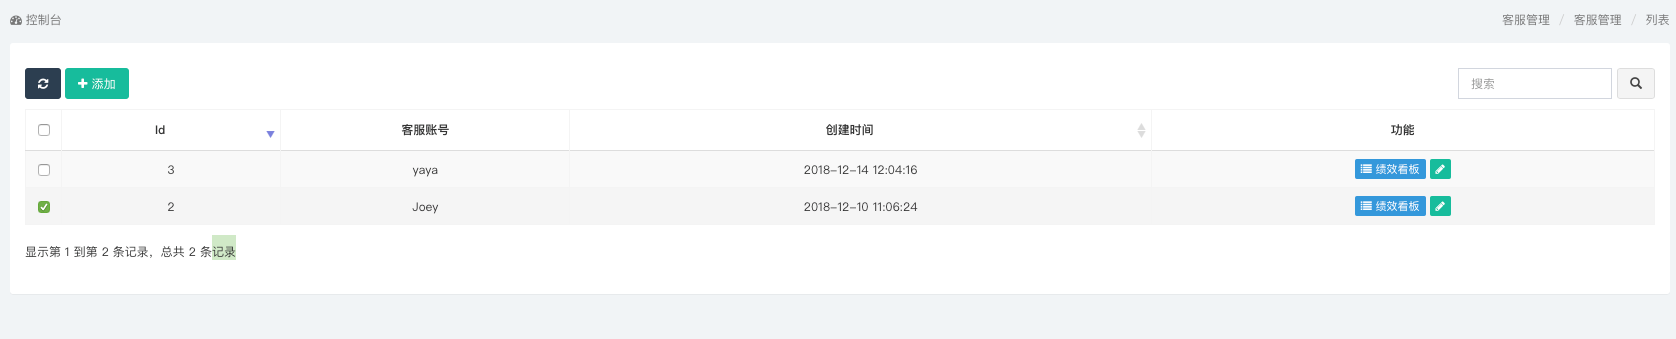 控制台 客服管理 / 客服管理 / 列表
添加 搜索
Id 客服账号 创建时间 功能
3 yaya 2018-12-14 12:04:16 绩效看板
2 Joey 2018-12-10 11:06:24 绩效看板
显示第 1 到第 2 条记录，总共 2 条记录